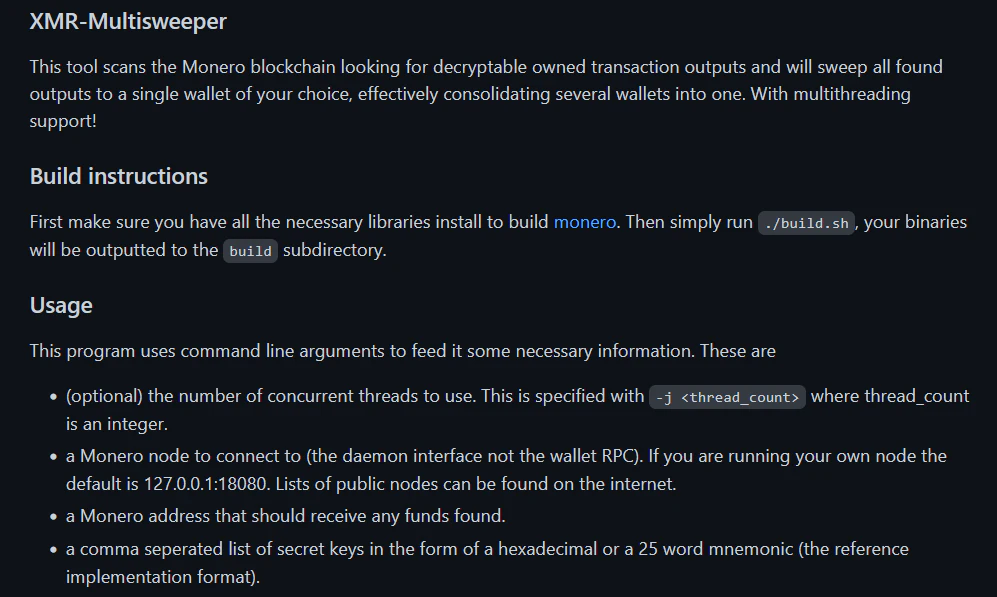 XMR-Multisweeper
This tool scans the Monero blockchain looking for decryptable owned transaction outputs and will sweep all found
outputs to a single wallet of your choice, effectively consolidating several wallets into one. With multithreading
support!
Build instructions
First make sure you have all the necessary libraries install to build monero. Then simply run ./build.sh, your binaries
will be outputted to the build subdirectory.
Usage
This program uses command line arguments to feed it some necessary information. These are
• (optional) the number of concurrent threads to use. This is specified with -j <thread_count> where thread_count
is an integer.
• a Monero node to connect to (the daemon interface not the wallet RPC). If you are running your own node the
default is 127.0.0.1:18080. Lists of public nodes can be found on the internet.
• a Monero address that should receive any funds found.
• a comma seperated list of secret keys in the form of a hexadecimal or a 25 word mnemonic (the reference
implementation format).